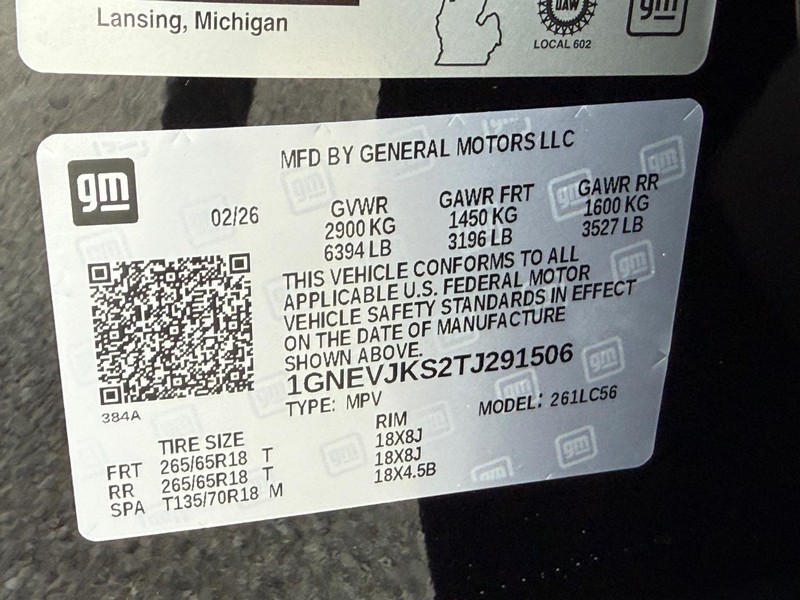 Lansing, Michigan
UAW
LOCAL 602
gm
gm
MFD BY GENERAL MOTORS LLC
02/26
GVWR GAWR FRT GAWR RR
2900 KG 1450 KG 1600 KG
6394 LB 3196 LB 3527 LB
THIS VEHICLE CONFORMS TO ALL
APPLICABLE U.S. FEDERAL MOTOR
VEHICLE SAFETY STANDARDS IN EFFECT
ON THE DATE OF MANUFACTURE
SHOWN ABOVE.
1GNEVJKS2TJ291506
384A
TYPE: MPV MODEL: 261LC56
TIRE SIZE RIM
FRT 265/65R18 T 18X8J
RR 265/65R18 T 18X8J
SPA T135/70R18 M 18X4.5B